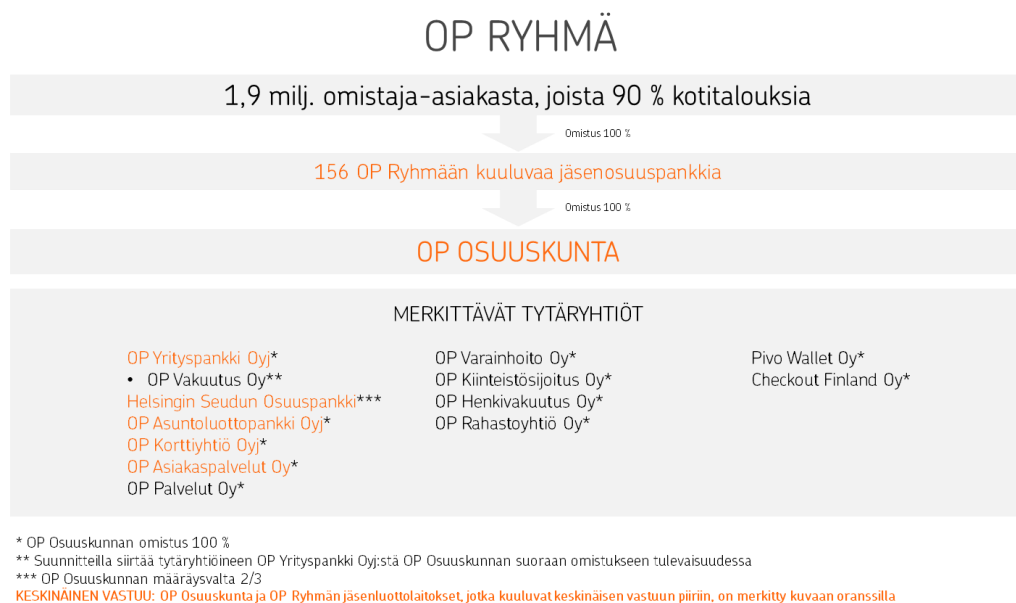 OP RYHMÄ
1,9 milj. omistaja-asiakasta, joista 90 % kotitalouksia
Omistus 100 %
156 OP Ryhmään kuuluvaa jäsenosuuspankkia
Omistus 100 %
OP OSUUSKUNTA
MERKITTÄVÄT TYTÄRYHTIÖT
OP Yrityspankki Oyj*
• OP Vakuutus Oy**
Helsingin Seudun Osuuspankki***
OP Asuntoluottopankki Oyj*
OP Korttiyhtiö Oyj*
OP Asiakaspalvelut Oy*
OP Palvelut Oy*
OP Varainhoito Oy*
OP Kiinteistösijoitus Oy*
OP Henkivakuutus Oy*
OP Rahastoyhtiö Oy*
Pivo Wallet Oy*
Checkout Finland Oy*
* OP Osuuskunnan omistus 100 %
** Suunnitteilla siirtää tytäryhtiöineen OP Yrityspankki Oyj:stä OP Osuuskunnan suoraan omistukseen tulevaisuudessa
*** OP Osuuskunnan määräysvalta 2/3
KESKINÄINEN VASTUU: OP Osuuskunta ja OP Ryhmän jäsenluottolaitokset, jotka kuuluvat keskinäisen vastuun piiriin, on merkitty kuvaan oranssilla